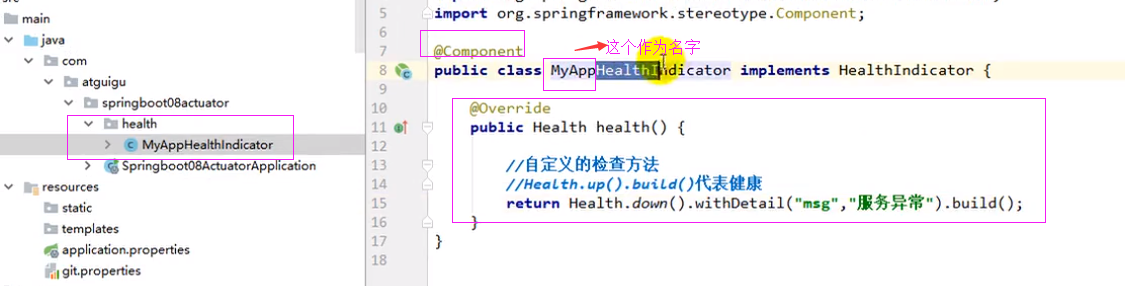 src
main
java
com
atguigu
springboot08actuator
health
MyAppHealthIndicator
Springboot08ActuatorApplication
resources
static
templates
application.properties
git.properties
5 import org.springframework.stereotype.Component;
6
这个作为名字
7 @Component
8 public class MyAppHealthIndicator implements HealthIndicator {
9
10 @Override
11 public Health health() {
12
13 //自定义的检查方法
14 //Health.up().build()代表健康
15 return Health.down().withDetail("msg","服务异常").build();
16 }
17 }
18